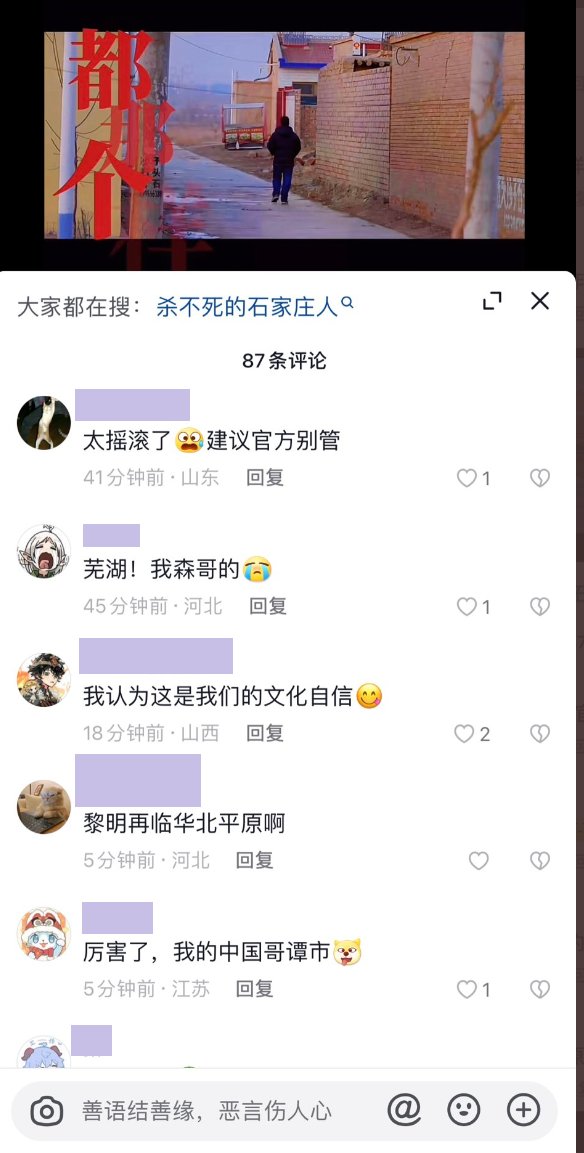 都
那
个
样
大家都在搜：杀不死的石家庄人
87条评论
太摇滚了😨建议官方别管
41分钟前·山东 回复 1
芜湖！我森哥的😭
45分钟前·河北 回复 1
我认为这是我们的文化自信😋
18分钟前·山西 回复 2
黎明再临华北平原啊
5分钟前·河北 回复
厉害了，我的中国哥谭市
5分钟前·江苏 回复 1
善语结善缘，恶言伤人心